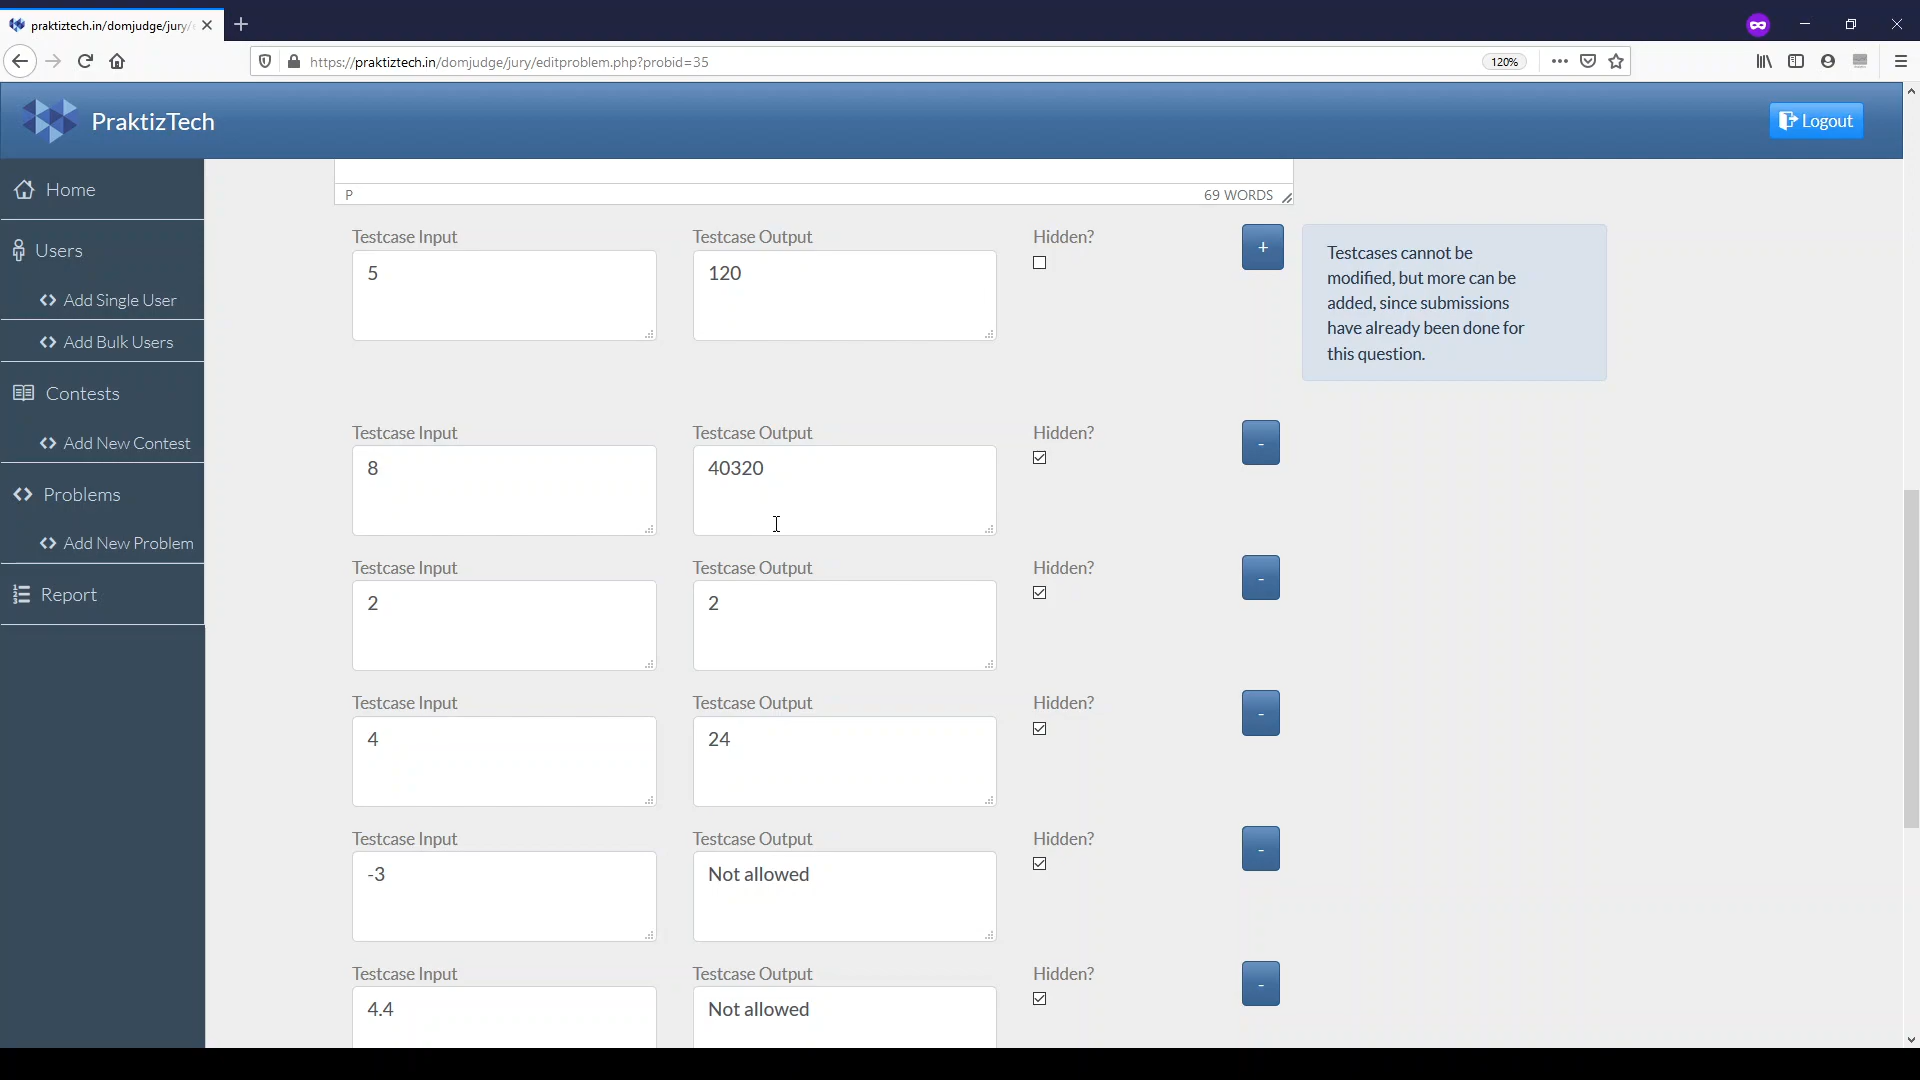 praktiztech.in/domjudge/jury/
https://praktiztech.in/domjudge/jury/editproblem.php?probid=35
120%
PraktizTech
Logout
Home
Users
Add Single User
Add Bulk Users
Contests
Add New Contest
Problems
Add New Problem
Report
P
69 WORDS
Testcase Input
Testcase Output
Hidden?
5
120
+
Testcases cannot be
modified, but more can be
added, since submissions
have already been done for
this question.
Testcase Input
Testcase Output
Hidden?
8
40320
-
Testcase Input
Testcase Output
Hidden?
2
2
-
Testcase Input
Testcase Output
Hidden?
4
24
-
Testcase Input
Testcase Output
Hidden?
-3
Not allowed
-
Testcase Input
Testcase Output
Hidden?
4.4
Not allowed
-